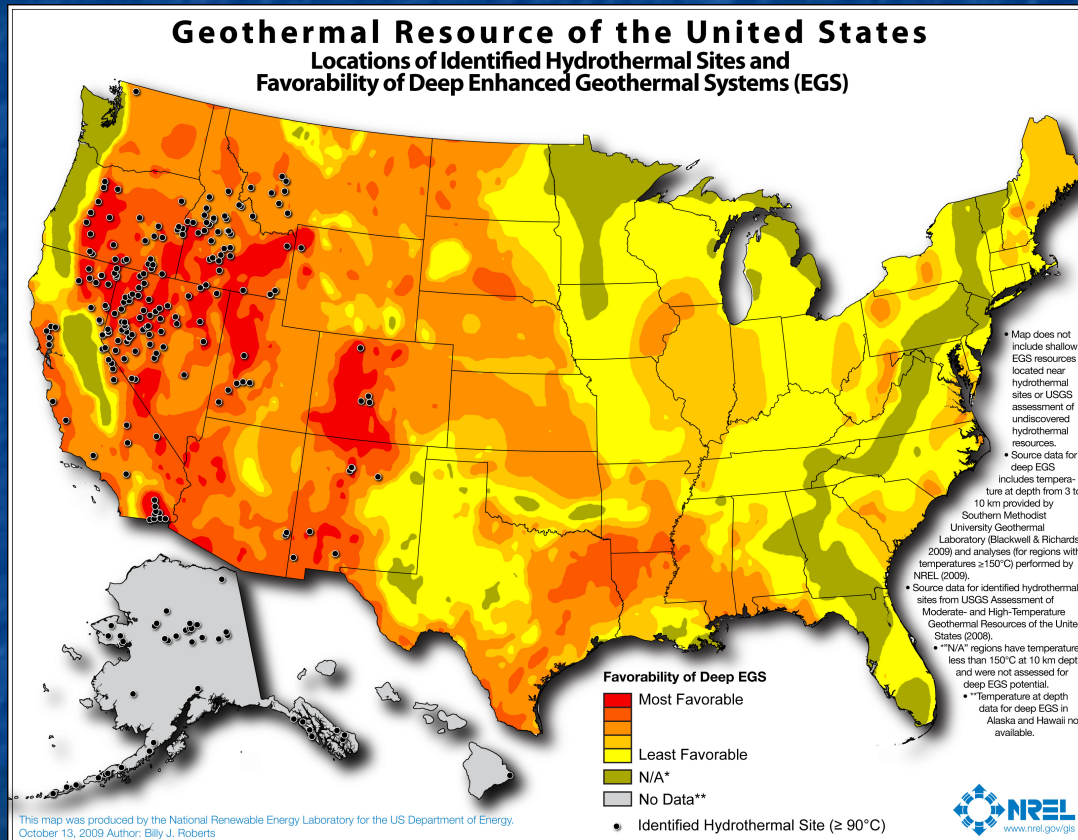 Geothermal Resource of the United States
Locations of Identified Hydrothermal Sites and
Favorability of Deep Enhanced Geothermal Systems (EGS)
• Map does not
include shallow
EGS resources
located near
hydrothermal
sites or USGS
assessment of
undiscovered
hydrothermal
resources.
• Source data for
deep EGS
includes tempera-
ture at depth from 3 to
10 km provided by
Southern Methodist
University Geothermal
Laboratory (Blackwell & Richards,
2009) and analyses (for regions with
temperatures ≥150°C) performed by
NREL (2009).
• Source data for identified hydrothermal
sites from USGS Assessment of
Moderate- and High-Temperature
Geothermal Resources of the United
States (2008).
• *"N/A" regions have temperatures
less than 150°C at 10 km depth
and were not assessed for
deep EGS potential.
• **Temperature at depth
data for deep EGS in
Alaska and Hawaii not
available.
Favorability of Deep EGS
Most Favorable
Least Favorable
N/A*
No Data**
Identified Hydrothermal Site (≥ 90°C)
This map was produced by the National Renewable Energy Laboratory for the US Department of Energy.
October 13, 2009 Author: Billy J. Roberts
NREL
www.nrel.gov/gis